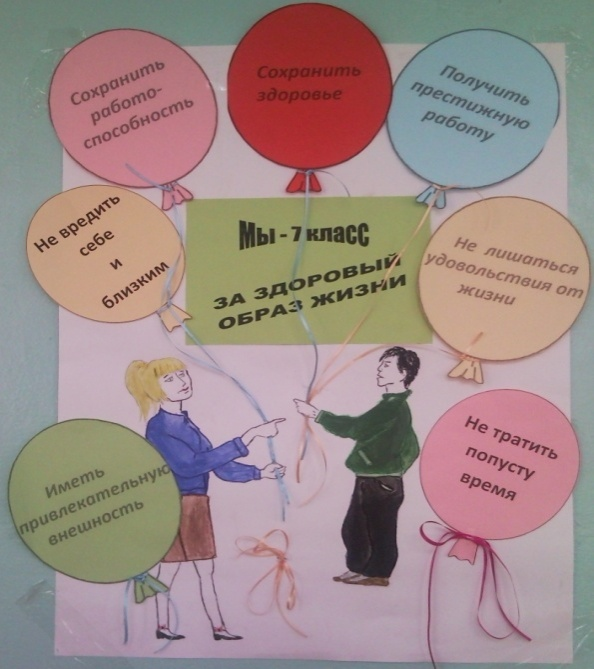 Сохранить
работо-
способность
Сохранить
здоровье
Получить
престижную
работу
Не вредить
себе
и
близким
Мы - 7 класс
ЗА ЗДОРОВЫЙ
ОБРАЗ ЖИЗНИ
Не лишаться
удовольствия от
жизни
Иметь
привлекательную
внешность
Не тратить
попусту
время